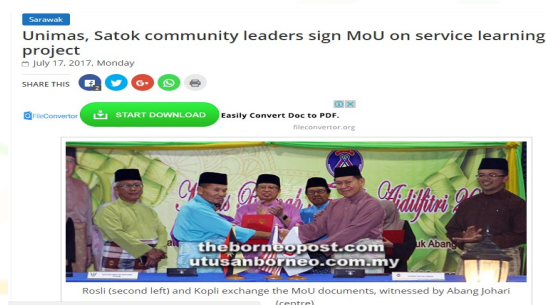 Sarawak
Unimas, Satok community leaders sign MoU on service learning
project
July 17, 2017, Monday
SHARE THIS
FileConvertor
START DOWNLOAD
Easily Convert Doc to PDF.
fileconvertor.org
Aidilfitri
uk Abang
theborneopost.com
utusanborneo.com.my
Rosli (second left) and Kopli exchange the MoU documents, witnessed by Abang Johari
(centre)